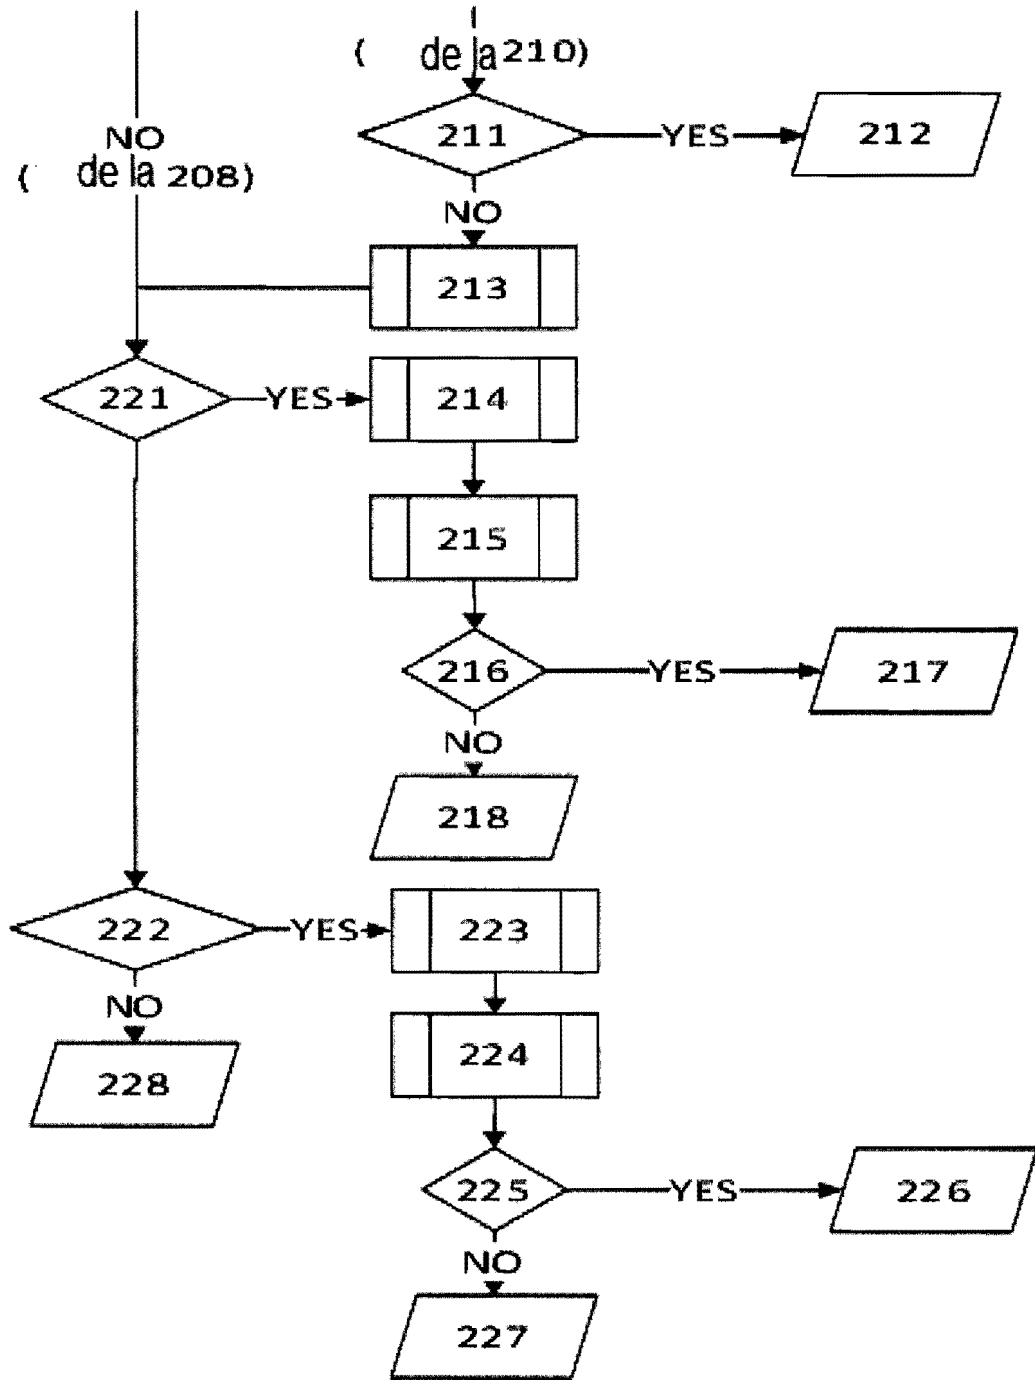 ( de la 210)
211
YES
212
NO
( de la 208)
NO
213
221
YES
214
215
216
YES
217
NO
218
222
YES
223
NO
228
224
225
YES
226
NO
227